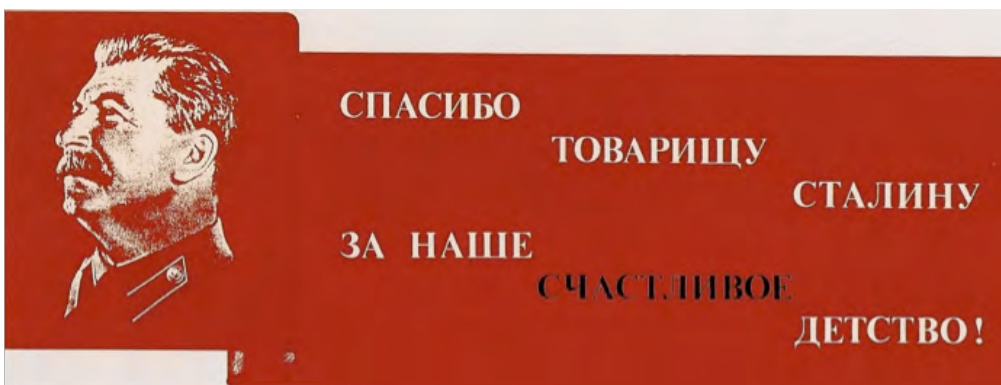 СПАСИБО
ТОВАРИЩУ
СТАЛИНУ
ЗА НАШЕ
СЧАСТЛИВОЕ
ДЕТСТВО!